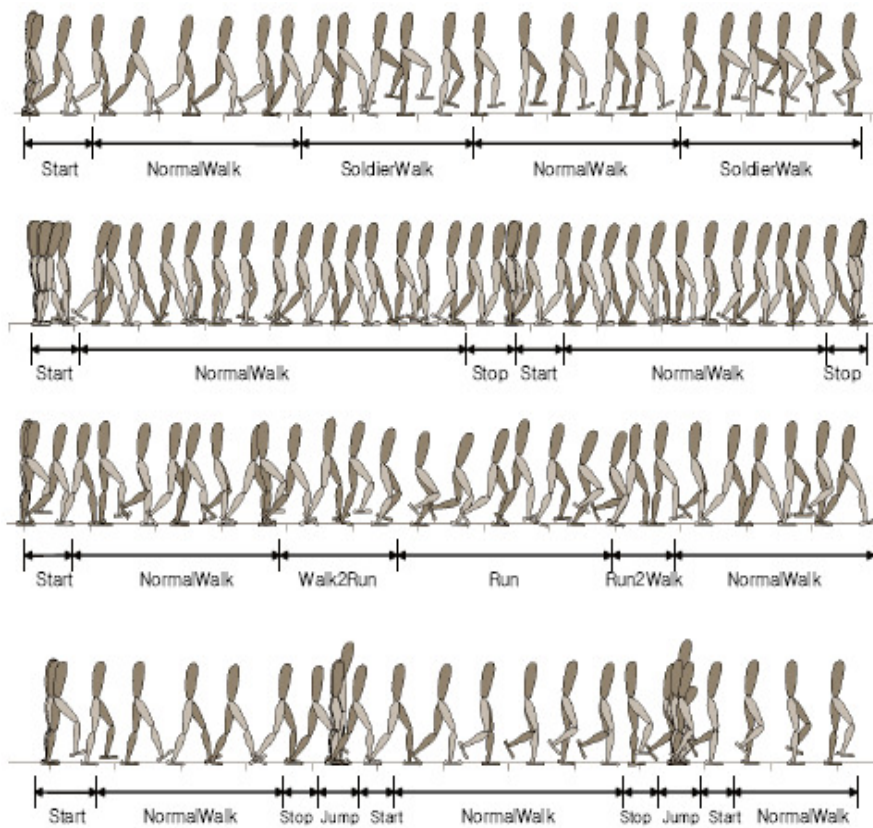 Start NormalWalk SoldierWalk NormalWalk SoldierWalk
Start NormalWalk Stop Start NormalWalk Stop
Start NormalWalk Walk2Run Run Run2Walk NormalWalk
Start NormalWalk Stop Jump Start NormalWalk Stop Jump Start NormalWalk